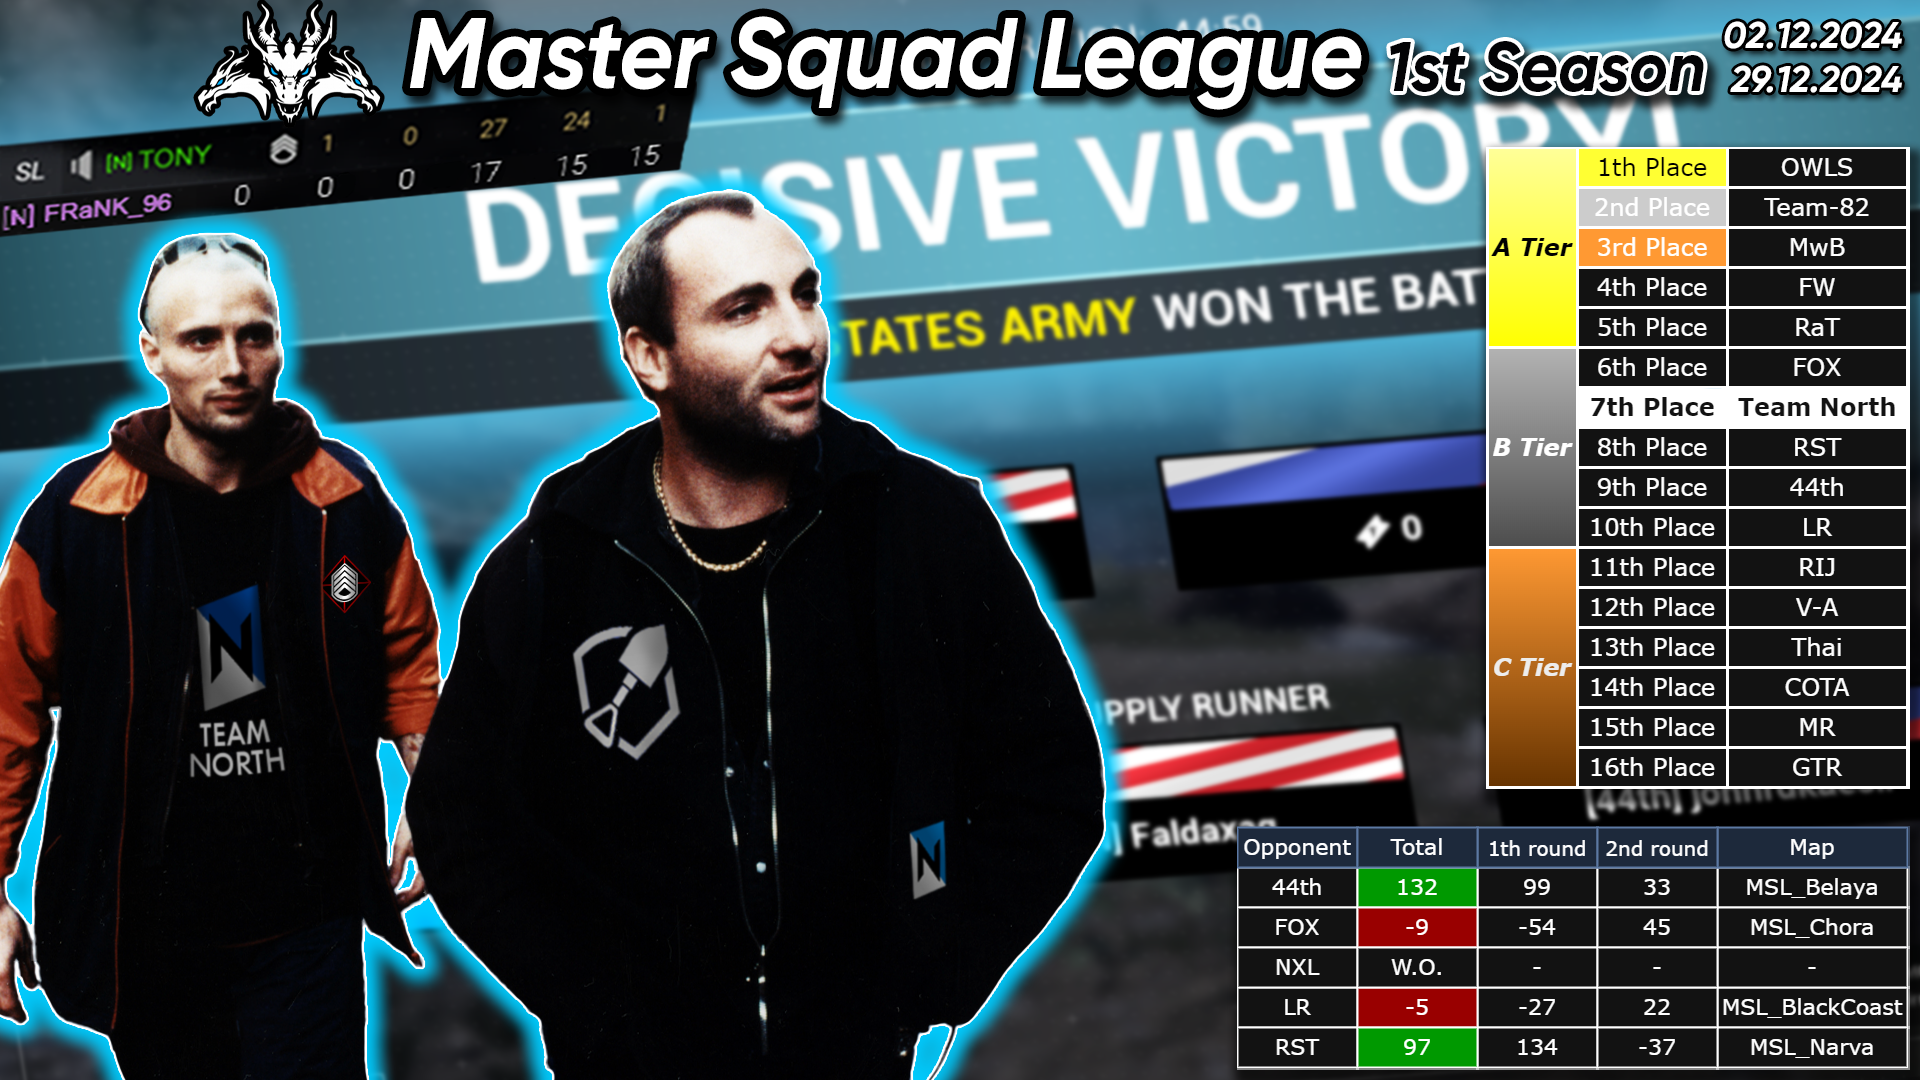 Master Squad League 1st Season
02.12.2024
29.12.2024
44:59
SL [N] TONY 1 0 27 24 1
[N] FRaNK_96 0 0 0 17 15 15
DECISIVE VICTORY!
TATES ARMY WON THE BAT
0
PPLY RUNNER
TEAM
NORTH
A Tier
1th Place OWLS
2nd Place Team-82
3rd Place MwB
4th Place FW
5th Place RaT
B Tier
6th Place FOX
7th Place Team North
8th Place RST
9th Place 44th
10th Place LR
C Tier
11th Place RIJ
12th Place V-A
13th Place Thai
14th Place COTA
15th Place MR
16th Place GTR
Opponent Total 1th round 2nd round Map
44th 132 99 33 MSL_Belaya
FOX -9 -54 45 MSL_Chora
NXL W.O. - - -
LR -5 -27 22 MSL_BlackCoast
RST 97 134 -37 MSL_Narva